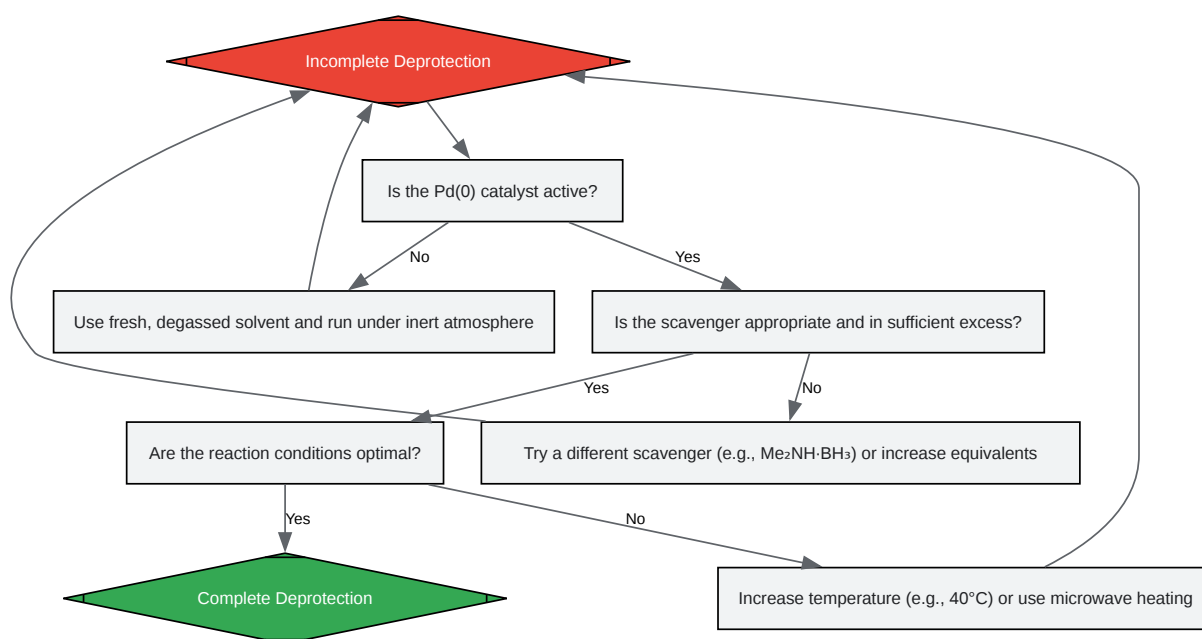 Incomplete Deprotection
Is the Pd(0) catalyst active?
No
Yes
Use fresh, degassed solvent and run under inert atmosphere
Is the scavenger appropriate and in sufficient excess?
Yes
No
Are the reaction conditions optimal?
Try a different scavenger (e.g., Me₂NH·BH₃) or increase equivalents
Yes
No
Complete Deprotection
Increase temperature (e.g., 40°C) or use microwave heating